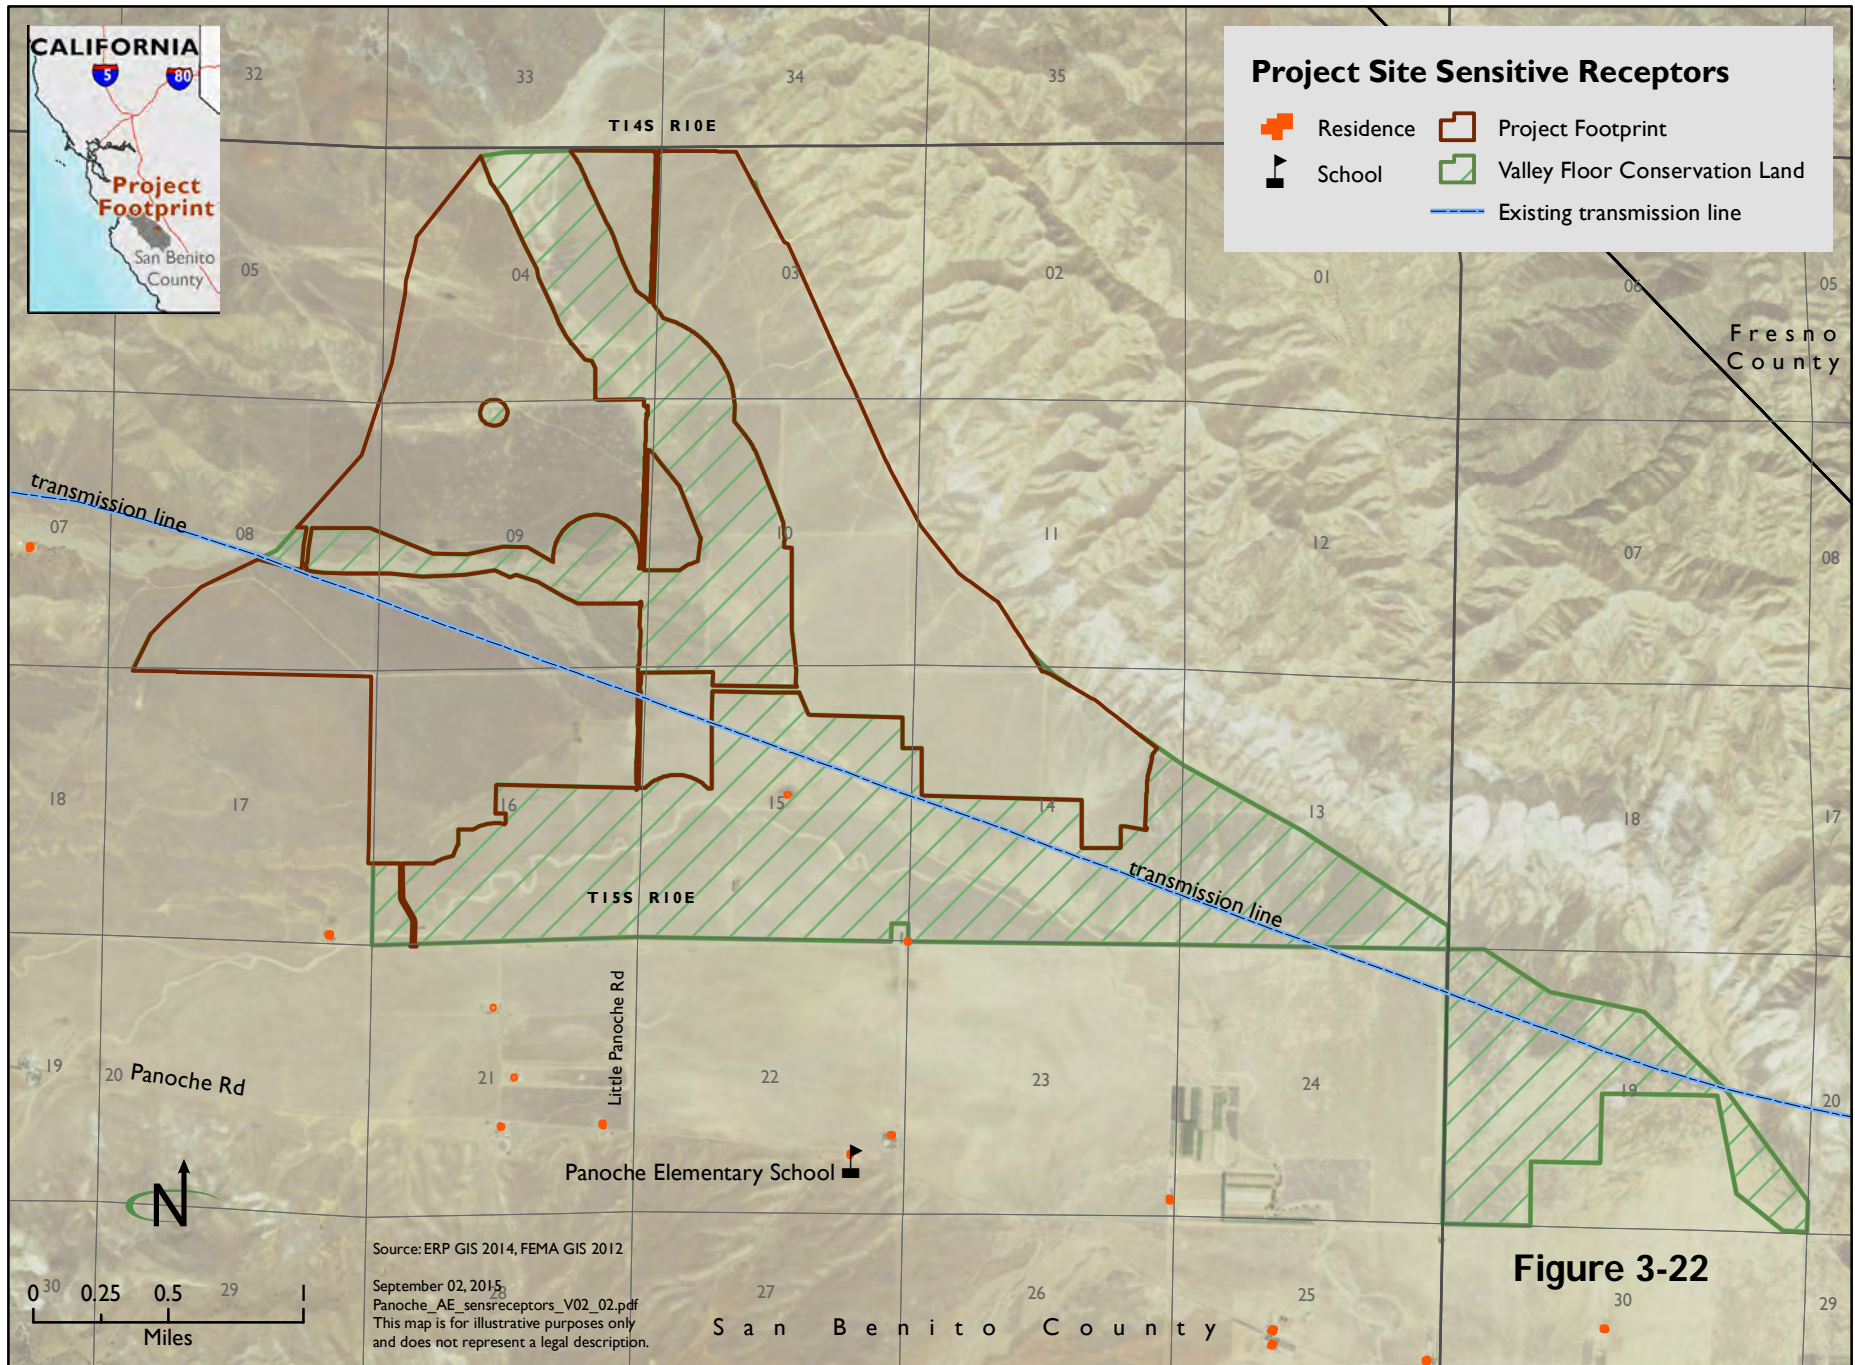 CALIFORNIA
5
80
Project
Footprint
San Benito
County
Project Site Sensitive Receptors
Residence
Project Footprint
School
Valley Floor Conservation Land
Existing transmission line
32
33
34
35
T14S R10E
05
04
03
02
01
06
05
Fresno
County
transmission line
07
08
09
10
11
12
07
08
18
17
16
15
14
13
18
17
transmission line
T15S R10E
Little Panoche Rd
19
20
Panoche Rd
21
22
23
24
19
20
Panoche Elementary School
N
Source: ERP GIS 2014, FEMA GIS 2012
September 02, 2015
Panoche_AE_sensreceptors_V02_02.pdf
This map is for illustrative purposes only
and does not represent a legal description.
Figure 3-22
30
29
28
27
26
25
30
29
0 0.25 0.5 1
Miles
San Benito County